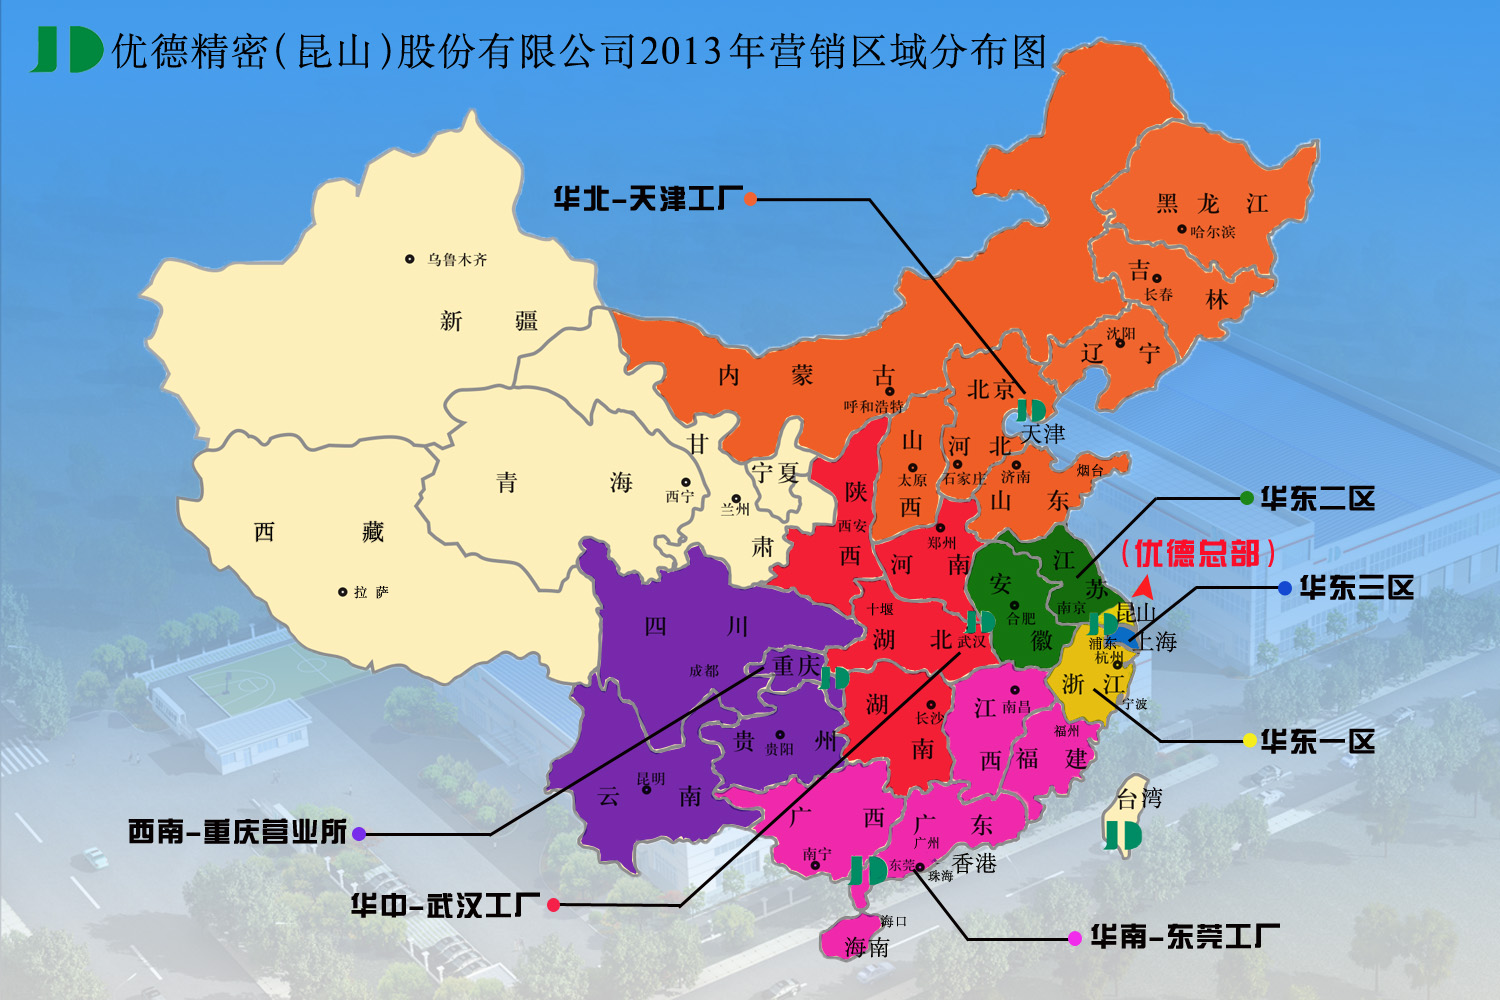 JD 优德精密(昆山)股份有限公司2013年营销区域分布图
华北-天津工厂
黑龙江
哈尔滨
吉林
长春
沈阳
辽宁
乌鲁木齐
新疆
内蒙古
呼和浩特
北京
JD
天津
河北
石家庄
山西
太原
济南
烟台
山东
甘肃
兰州
宁夏
青海
西宁
陕西
西安
西藏
拉萨
郑州
河南
华东二区
(优德总部)
华东三区
江苏
南京
安徽
合肥
昆山
JD
浦东
上海
杭州
浙江
宁波
华东一区
十堰
湖北
JD
武汉
四川
成都
重庆
JD
湖南
长沙
江西
南昌
福建
福州
贵州
贵阳
云南
昆明
台湾
JD
西南-重庆营业所
广西
南宁
广东
广州
JD
东莞
珠海
香港
华中-武汉工厂
海口
海南
华南-东莞工厂